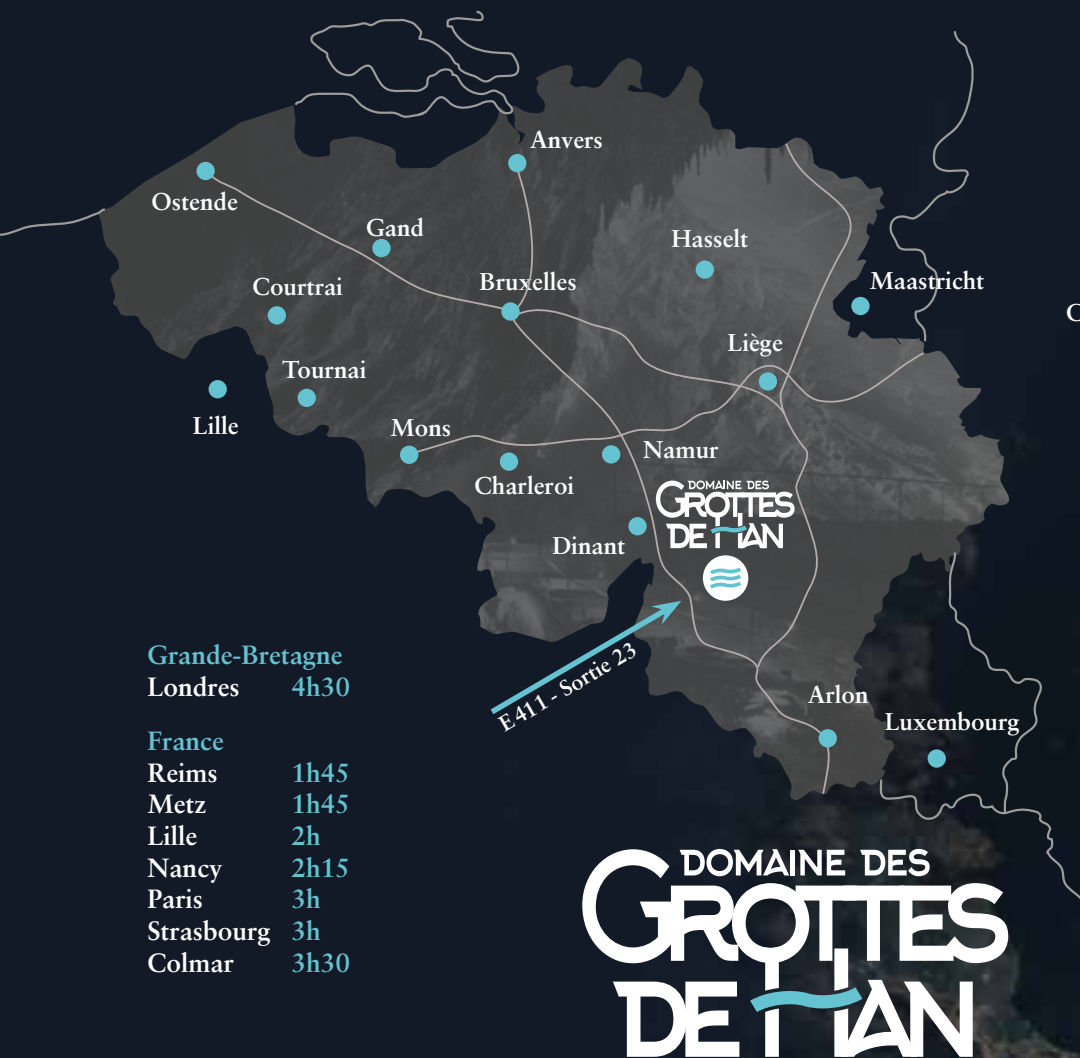 Anvers
Ostende
Gand
Hasselt
Bruxelles
Maastricht
Courtrai
C
Liège
Tournai
Lille
Mons
Namur
Charleroi
DOMAINE DES
GROTTES
DE HAN
Dinant
E411 - Sortie 23
Arlon
Luxembourg
Grande-Bretagne
Londres 4h30
France
Reims 1h45
Metz 1h45
Lille 2h
Nancy 2h15
Paris 3h
Strasbourg 3h
Colmar 3h30
DOMAINE DES
GROTTES
DE HAN